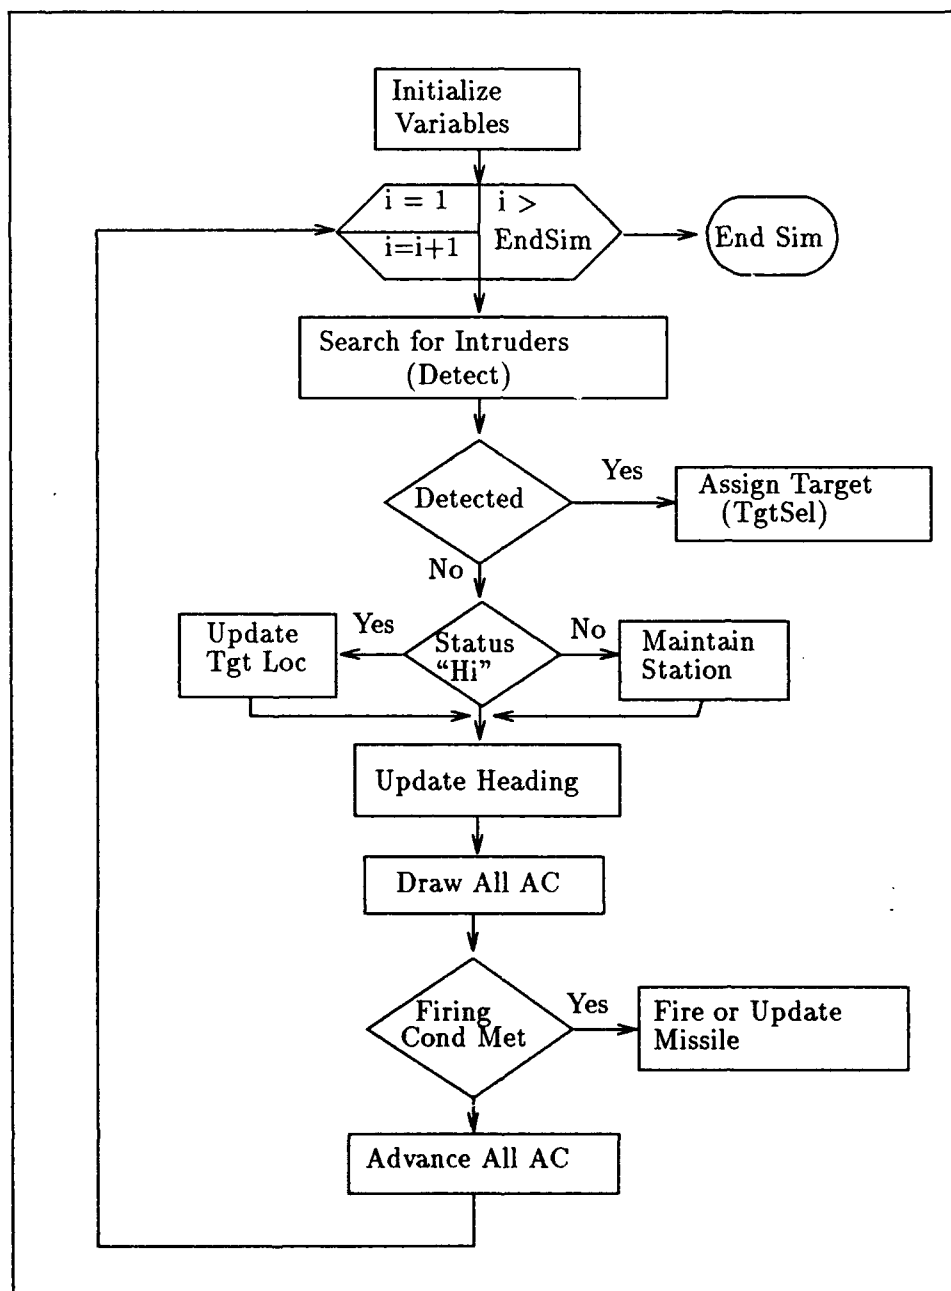 Initialize
Variables
i = 1
i >
i=i+1
EndSim
End Sim
Search for Intruders
(Detect)
Detected
Yes
Assign Target
(TgtSel)
No
Update
Tgt Loc
Yes
Status
“Hi”
No
Maintain
Station
Update Heading
Draw All AC
Firing
Cond Met
Yes
Fire or Update
Missile
Advance All AC